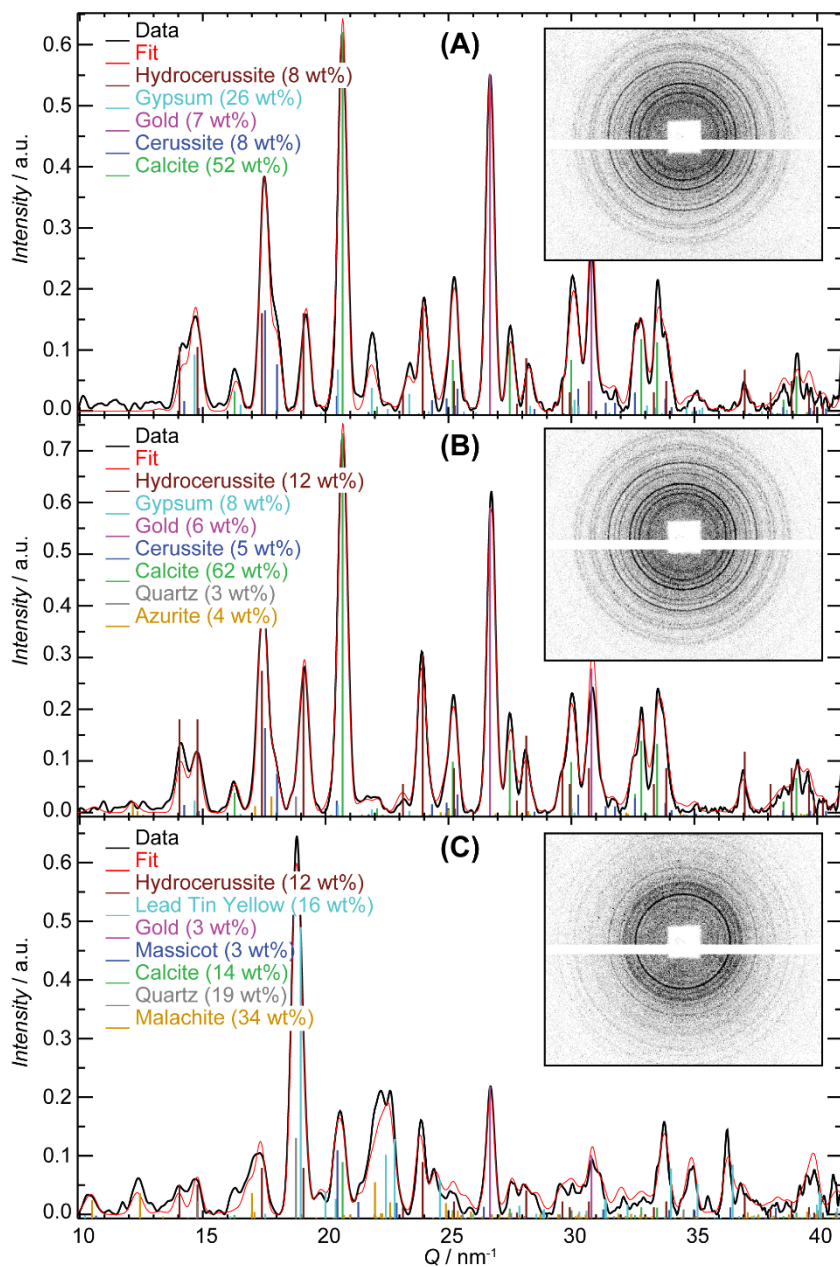 (A)
Data
Fit
Hydrocerussite (8 wt%)
Gypsum (26 wt%)
Gold (7 wt%)
Cerussite (8 wt%)
Calcite (52 wt%)
Intensity / a.u.
0.6
0.5
0.4
0.3
0.2
0.1
0.0
(B)
Data
Fit
Hydrocerussite (12 wt%)
Gypsum (8 wt%)
Gold (6 wt%)
Cerussite (5 wt%)
Calcite (62 wt%)
Quartz (3 wt%)
Azurite (4 wt%)
Intensity / a.u.
0.7
0.6
0.5
0.4
0.3
0.2
0.1
0.0
(C)
Data
Fit
Hydrocerussite (12 wt%)
Lead Tin Yellow (16 wt%)
Gold (3 wt%)
Massicot (3 wt%)
Calcite (14 wt%)
Quartz (19 wt%)
Malachite (34 wt%)
Intensity / a.u.
0.6
0.5
0.4
0.3
0.2
0.1
0.0
10 15 20 25 30 35 40
Q / nm⁻¹